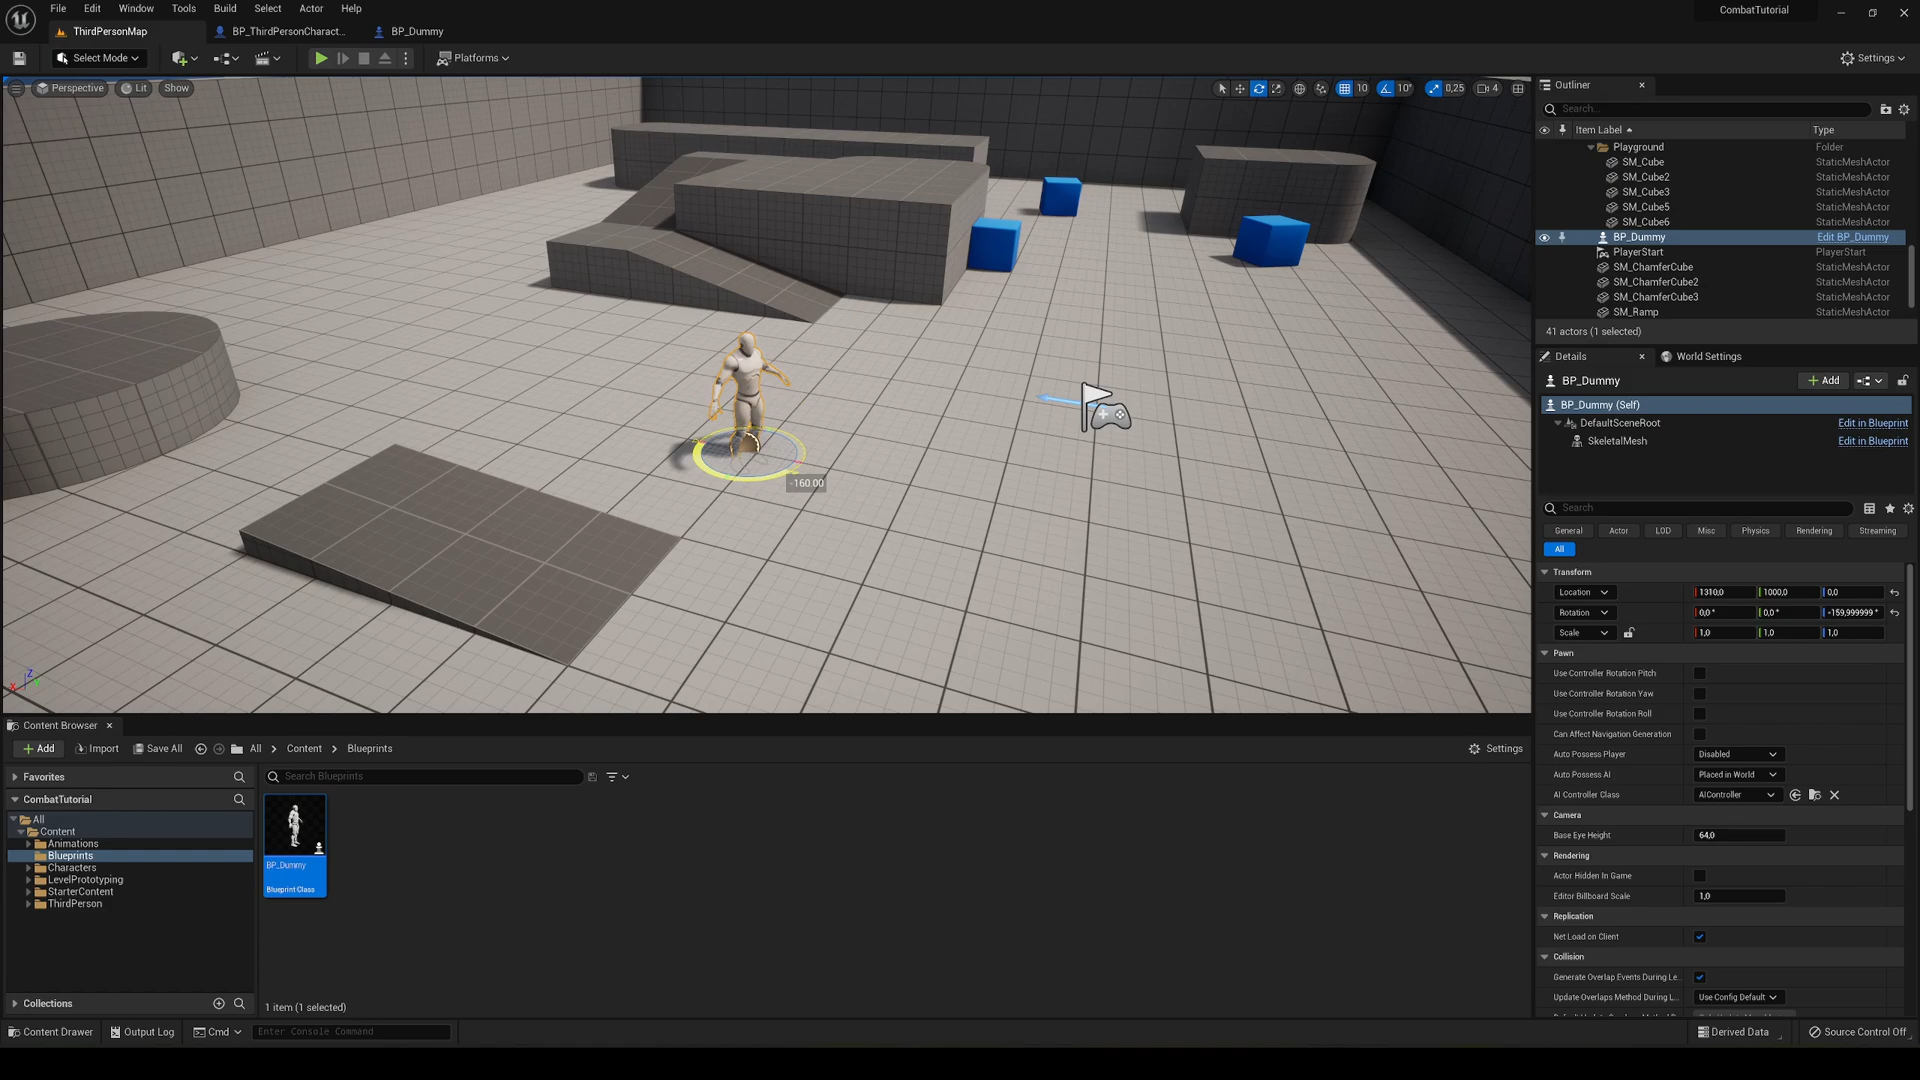 File Edit Window Tools Build Select Actor Help
CombatTutorial
ThirdPersonMap BP_ThirdPersonCharact... BP_Dummy
Select Mode Platforms Settings
Perspective Lit Show
10 10° 0,25 4
-160.00
Outliner
Search...
Item Label Type
Playground Folder
SM_Cube StaticMeshActor
SM_Cube2 StaticMeshActor
SM_Cube3 StaticMeshActor
SM_Cube5 StaticMeshActor
SM_Cube6 StaticMeshActor
BP_Dummy Edit BP_Dummy
PlayerStart PlayerStart
SM_ChamferCube StaticMeshActor
SM_ChamferCube2 StaticMeshActor
SM_ChamferCube3 StaticMeshActor
SM_Ramp StaticMeshActor
41 actors (1 selected)
Details World Settings
BP_Dummy Add
BP_Dummy (Self)
DefaultSceneRoot Edit in Blueprint
SkeletalMesh Edit in Blueprint
Search
General Actor LOD Misc Physics Rendering Streaming
All
Transform
Location 1310,0 1000,0 0,0
Rotation 0,0 ° 0,0 ° -159,999999 °
Scale 1,0 1,0 1,0
Pawn
Use Controller Rotation Pitch
Use Controller Rotation Yaw
Use Controller Rotation Roll
Can Affect Navigation Generation
Auto Possess Player Disabled
Auto Possess AI Placed in World
AI Controller Class AIController
Camera
Base Eye Height 64,0
Rendering
Actor Hidden In Game
Editor Billboard Scale 1,0
Replication
Net Load on Client
Collision
Generate Overlap Events During Le...
Update Overlaps Method During L... Use Config Default
Content Browser
Add Import Save All All Content Blueprints Settings
Favorites
Search Blueprints
CombatTutorial
All
Content
Animations
Blueprints
Characters
LevelPrototyping
StarterContent
ThirdPerson
BP_Dummy
Blueprint Class
Collections
1 item (1 selected)
Content Drawer Output Log Cmd Enter Console Command Derived Data Source Control Off